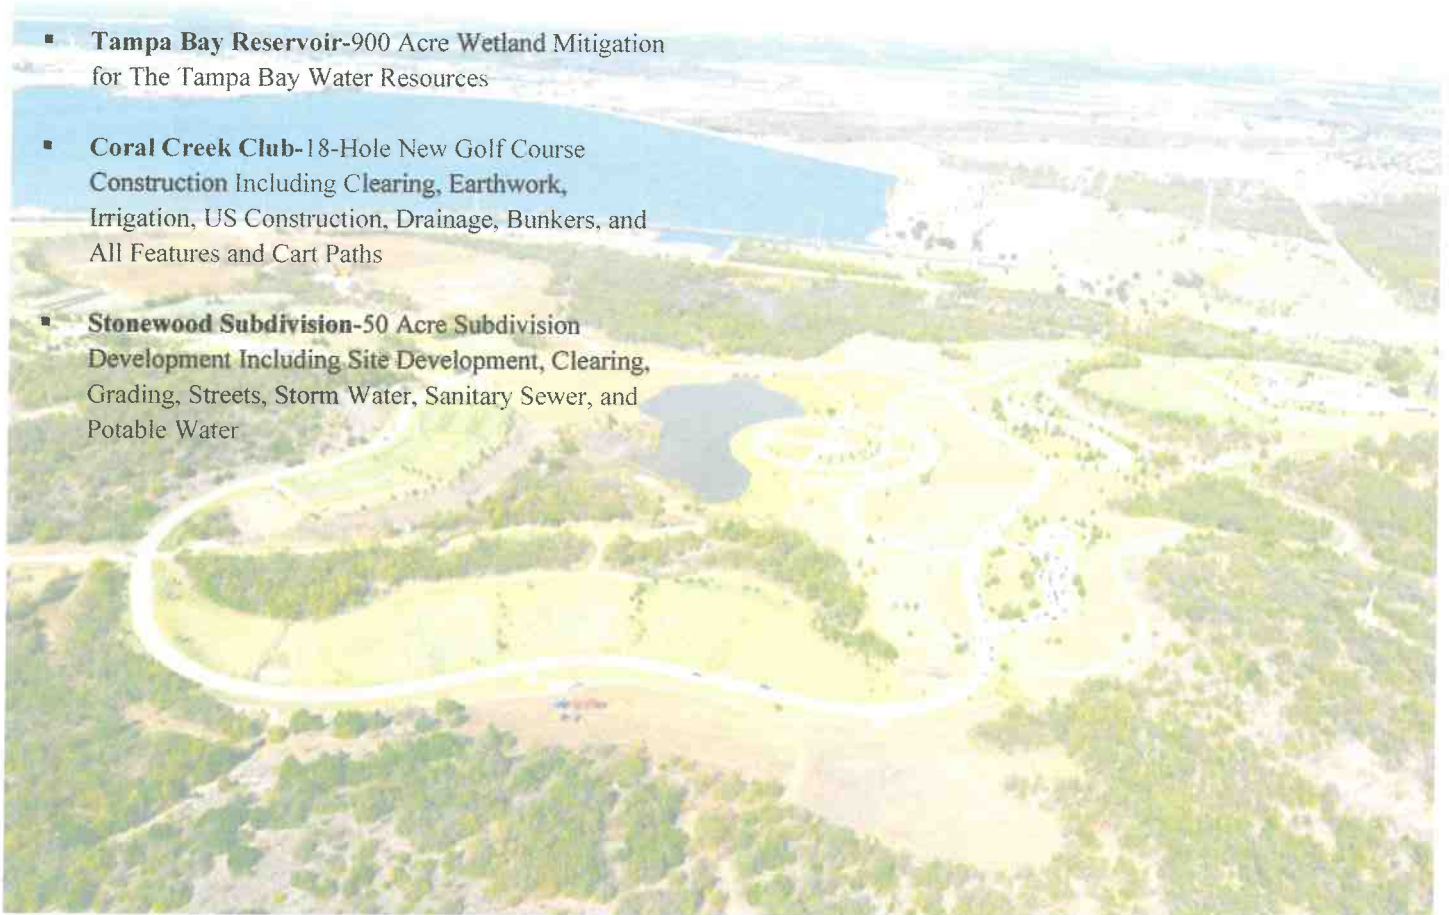 ▪ Tampa Bay Reservoir-900 Acre Wetland Mitigation
for The Tampa Bay Water Resources
▪ Coral Creek Club-18-Hole New Golf Course
Construction Including Clearing, Earthwork,
Irrigation, US Construction, Drainage, Bunkers, and
All Features and Cart Paths
▪ Stonewood Subdivision-50 Acre Subdivision
Development Including Site Development, Clearing,
Grading, Streets, Storm Water, Sanitary Sewer, and
Potable Water